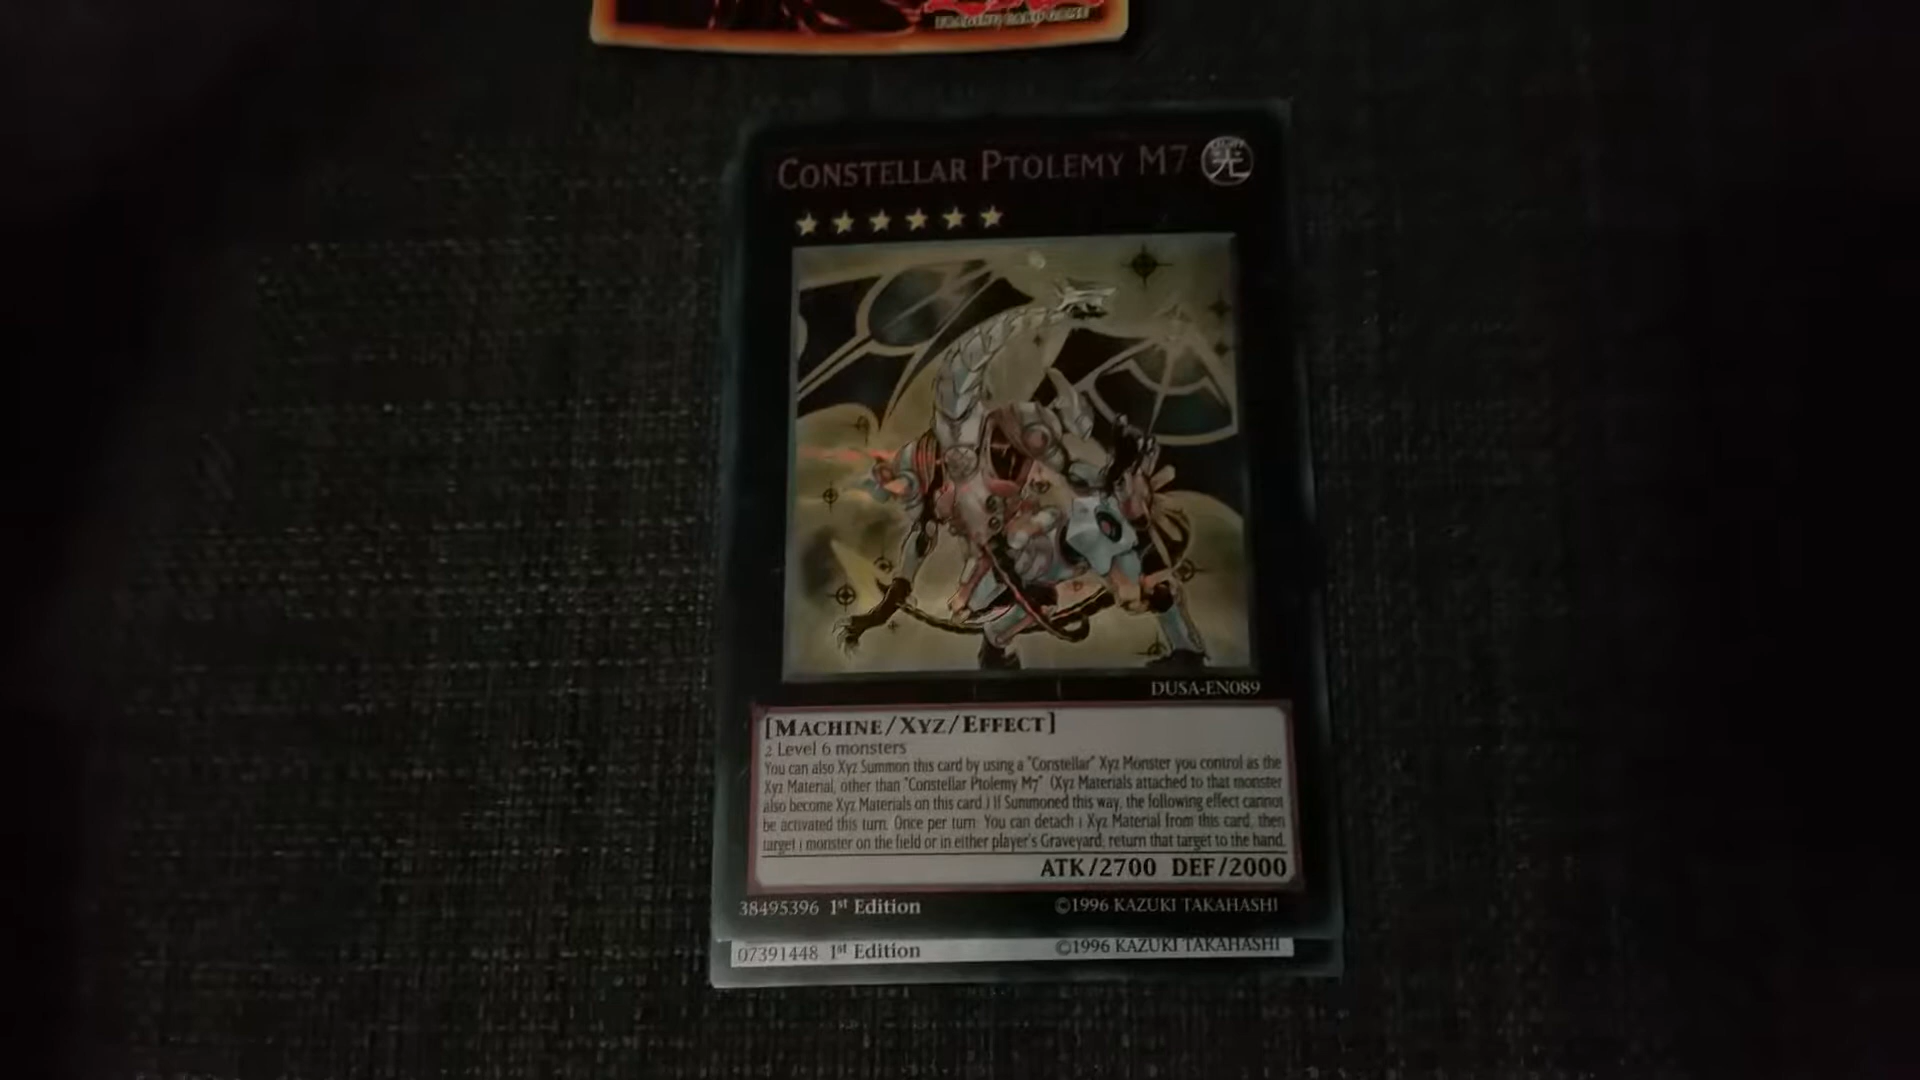 TRADING CARD GAME
CONSTELLAR PTOLEMY M7
光
DUSA-EN089
[MACHINE/XYZ/EFFECT]
2 Level 6 monsters
You can also Xyz Summon this card by using a "Constellar" Xyz Monster you control as the
Xyz Material, other than "Constellar Ptolemy M7" (Xyz Materials attached to that monster
also become Xyz Materials on this card.) If Summoned this way, the following effect cannot
be activated this turn. Once per turn: You can detach 1 Xyz Material from this card, then
target 1 monster on the field or in either player's Graveyard; return that target to the hand.
ATK/2700 DEF/2000
38495396 1st Edition ©1996 KAZUKI TAKAHASHI
07391448 1st Edition ©1996 KAZUKI TAKAHASHI